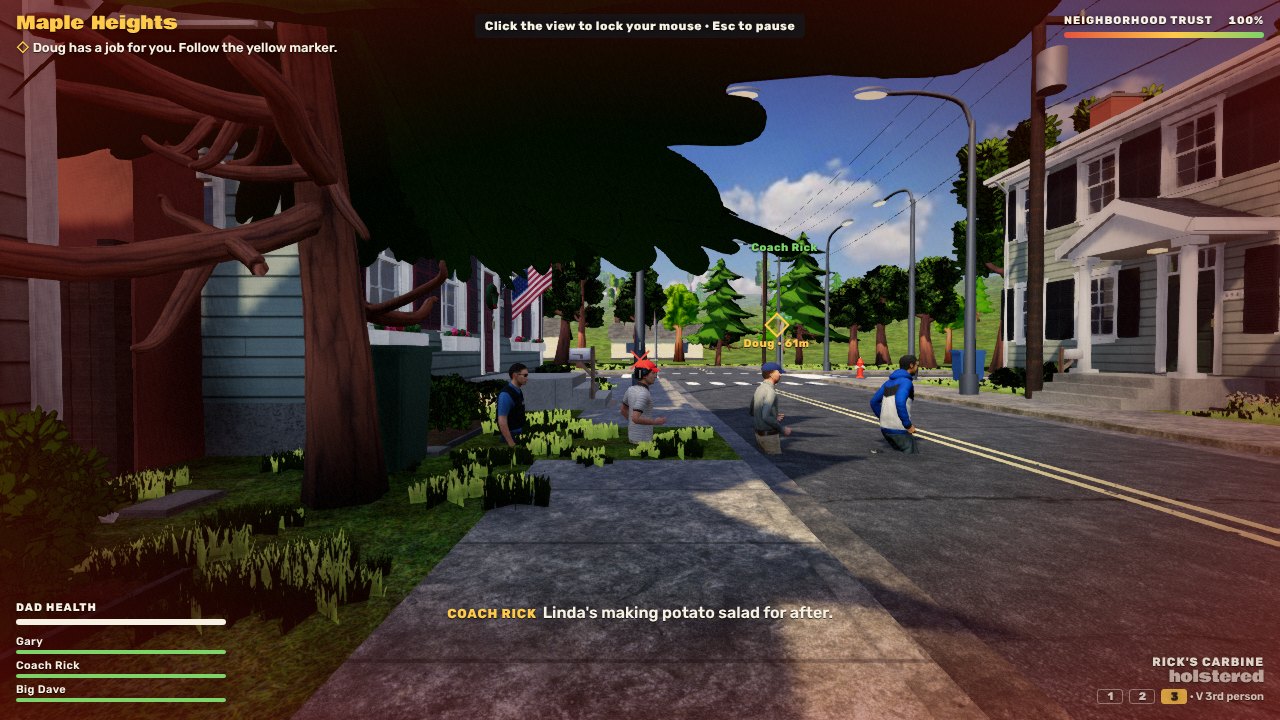 Maple Heights
Doug has a job for you. Follow the yellow marker.
Click the view to lock your mouse • Esc to pause
NEIGHBORHOOD TRUST 100%
Coach Rick
Doug • 61m
COACH RICK Linda's making potato salad for after.
DAD HEALTH
Gary
Coach Rick
Big Dave
RICK'S CARBINE
holstered
1 2 3 • V 3rd person